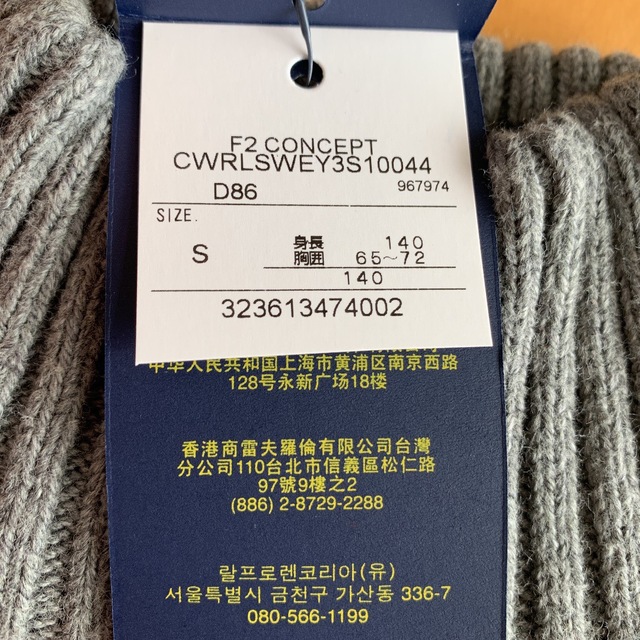 F2 CONCEPT
CWRLSWEY3S10044
D86 967974
SIZE.
S 身長 140
胸囲 65~72
140
323613474002
中华人民共和国上海市黄浦区南京西路
128号永新广场18楼
香港商雷夫羅倫有限公司台灣
分公司110台北市信義區松仁路
97號9樓之2
(886) 2-8729-2288
랄프로렌코리아(유)
서울특별시 금천구 가산동 336-7
080-566-1199